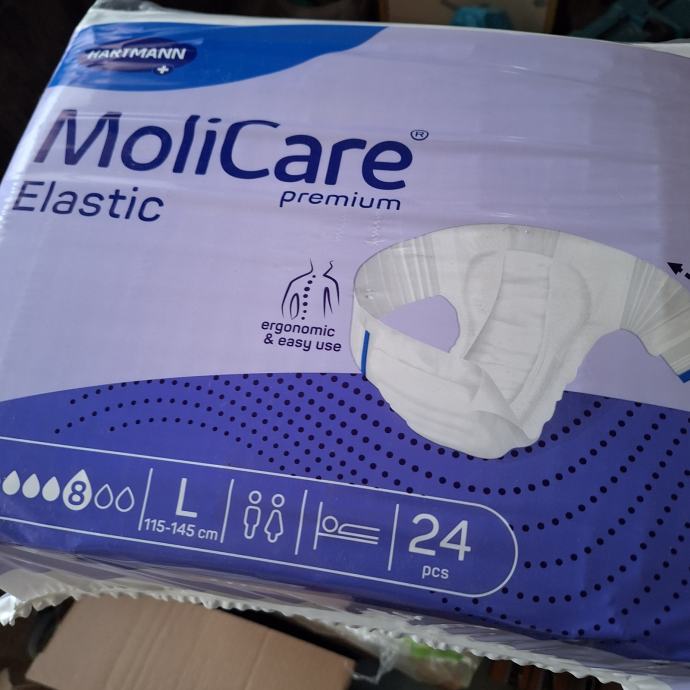 HARTMANN
MoliCare®
premium
Elastic
ergonomic
& easy use
8
L
115-145 cm
24
pcs